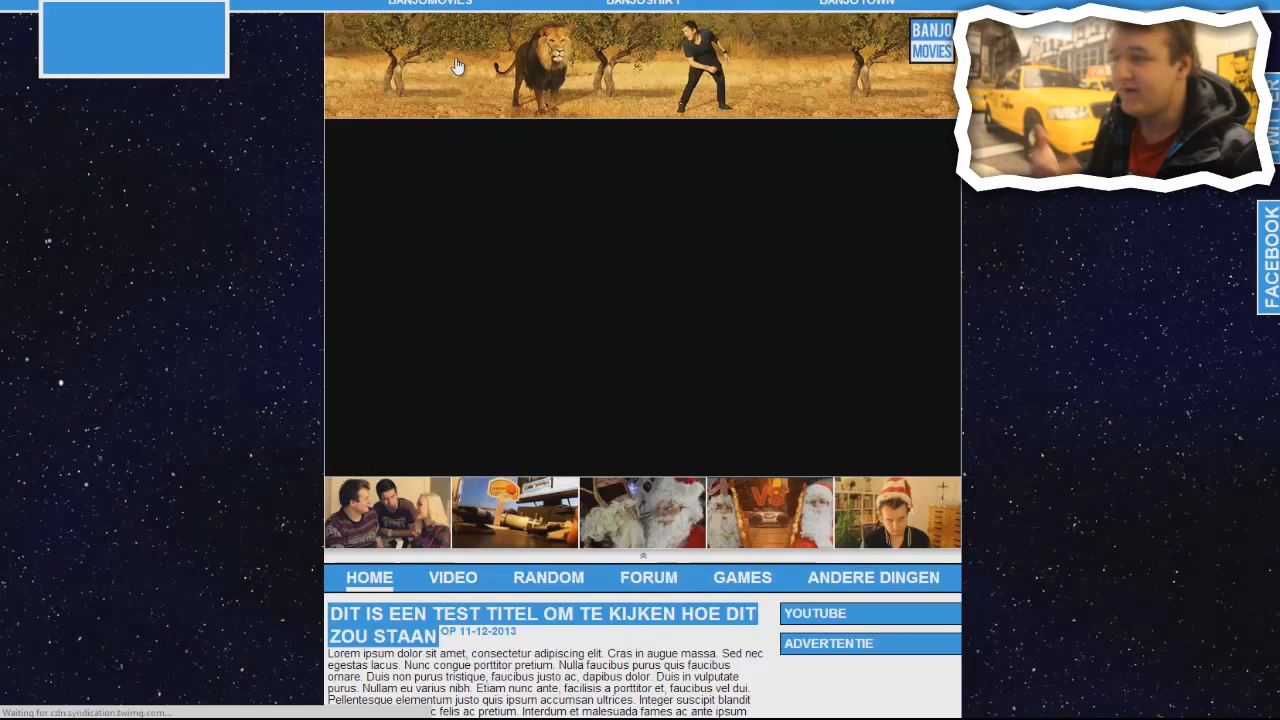 BANJOMOVIES BANJOSHIRT BANJOTOWN
BANJO
MOVIES
TWITTER
FACEBOOK
VS
HOME VIDEO RANDOM FORUM GAMES ANDERE DINGEN
DIT IS EEN TEST TITEL OM TE KIJKEN HOE DIT
ZOU STAAN OP 11-12-2013
YOUTUBE
ADVERTENTIE
Lorem ipsum dolor sit amet, consectetur adipiscing elit. Cras in augue massa. Sed nec
egestas lacus. Nunc congue porttitor pretium. Nulla faucibus purus quis faucibus
ornare. Duis non purus tristique, faucibus justo ac, dapibus dolor. Duis in vulputate
purus. Nullam eu varius nibh. Etiam nunc ante, facilisis a porttitor et, faucibus vel dui.
Pellentesque elementum justo quis ipsum accumsan ultrices. Integer suscipit blandit
c felis ac pretium. Interdum et malesuada fames ac ante ipsum
Waiting for cdn.syndication.twimg.com...